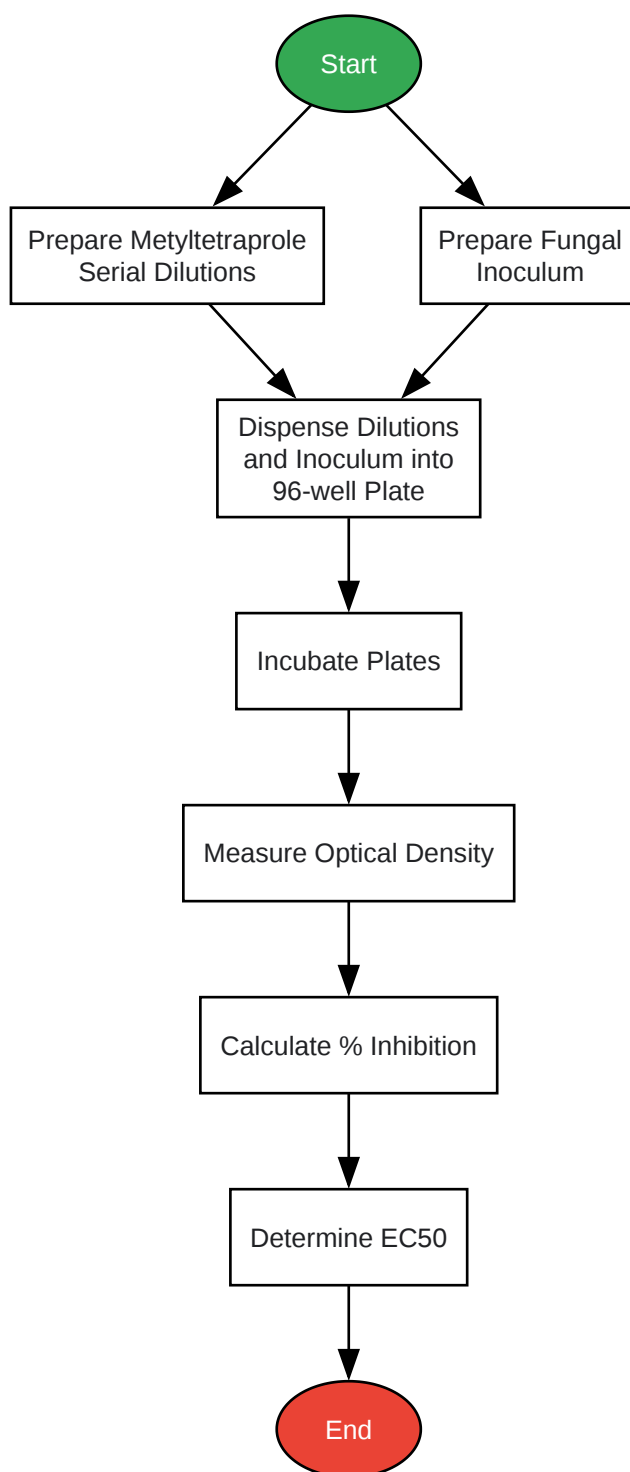 Start
Prepare Metyltetraprole
Serial Dilutions
Prepare Fungal
Inoculum
Dispense Dilutions
and Inoculum into
96-well Plate
Incubate Plates
Measure Optical Density
Calculate % Inhibition
Determine EC50
End